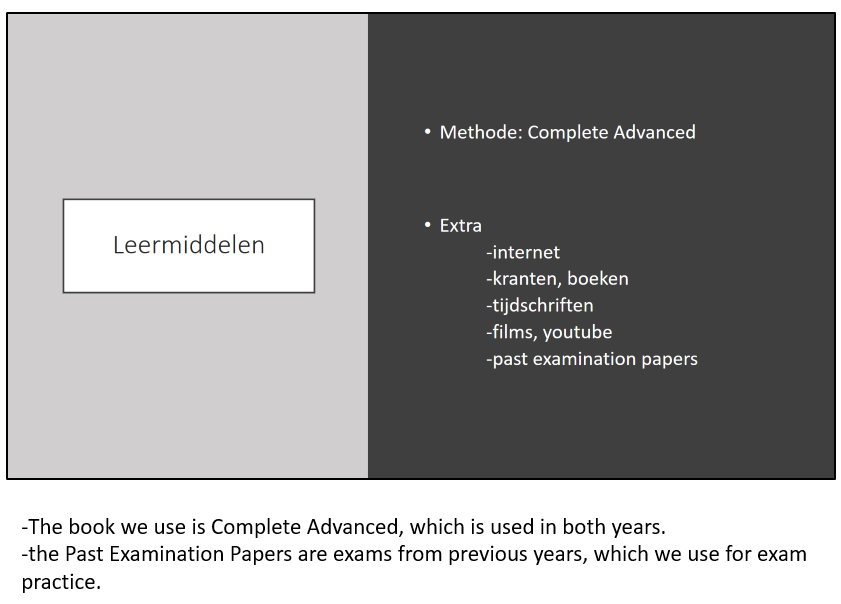 Leermiddelen
• Methode: Complete Advanced
• Extra
-internet
-kranten, boeken
-tijdschriften
-films, youtube
-past examination papers
-The book we use is Complete Advanced, which is used in both years.
-the Past Examination Papers are exams from previous years, which we use for exam
practice.